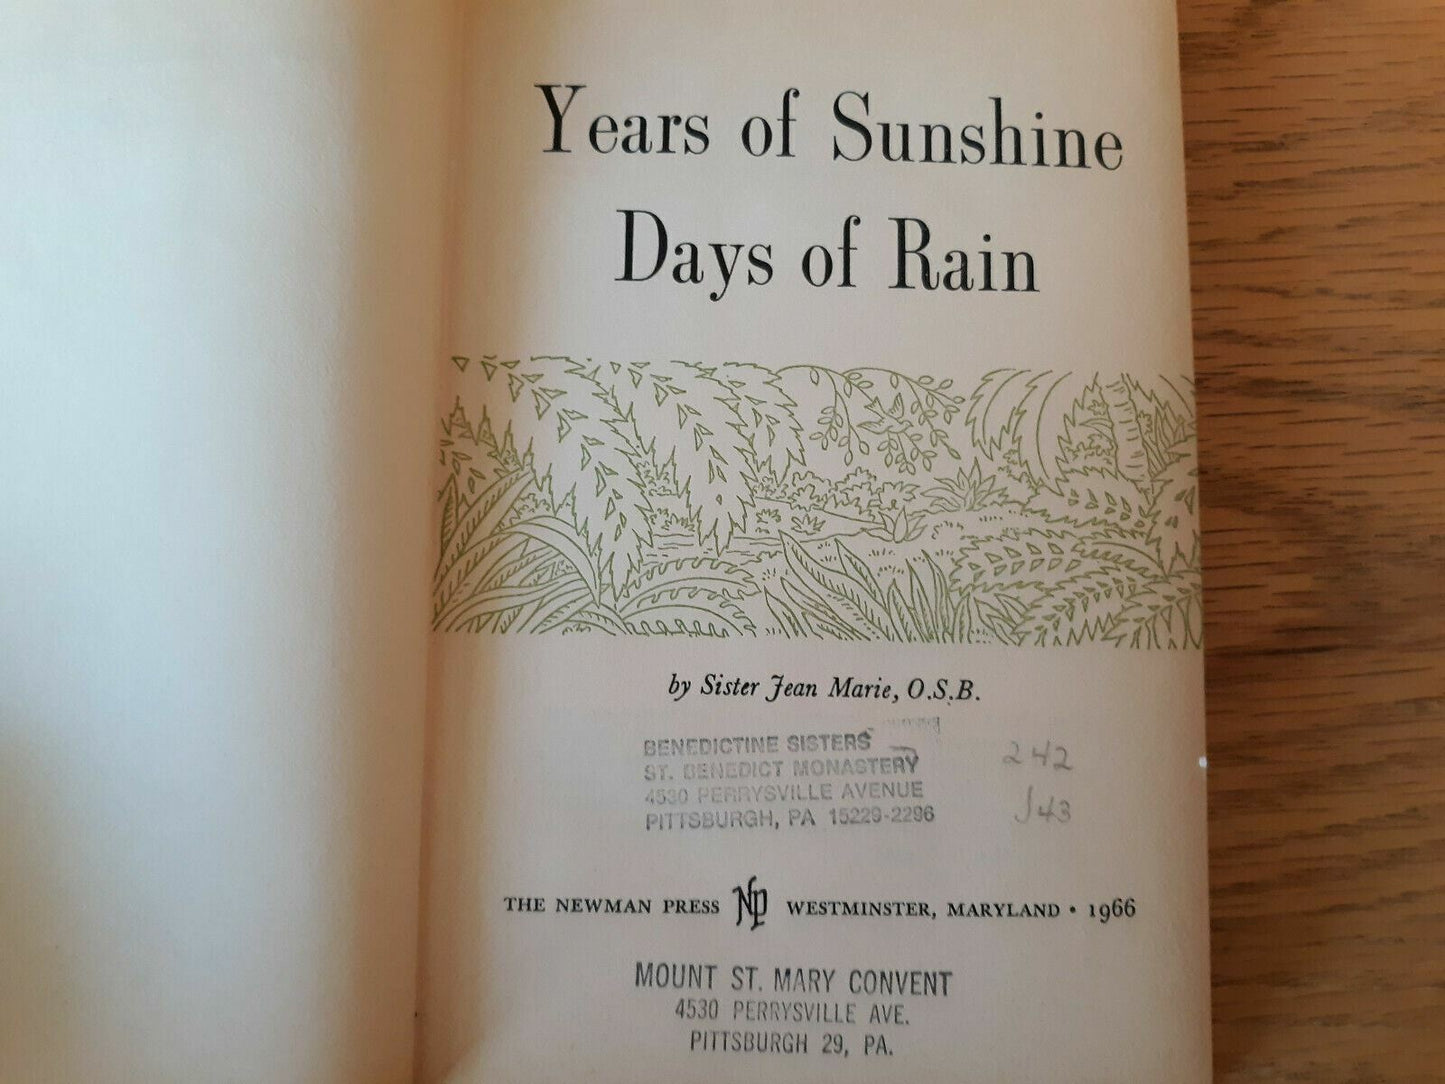 Years of Sunshine
Days of Rain
by Sister Jean Marie, O.S.B.
BENEDICTINE SISTERS
ST. BENEDICT MONASTERY
4530 PERRYSVILLE AVENUE
PITTSBURGH, PA 15229-2296
242
J43
THE NEWMAN PRESS NP WESTMINSTER, MARYLAND • 1966
MOUNT ST. MARY CONVENT
4530 PERRYSVILLE AVE.
PITTSBURGH 29, PA.